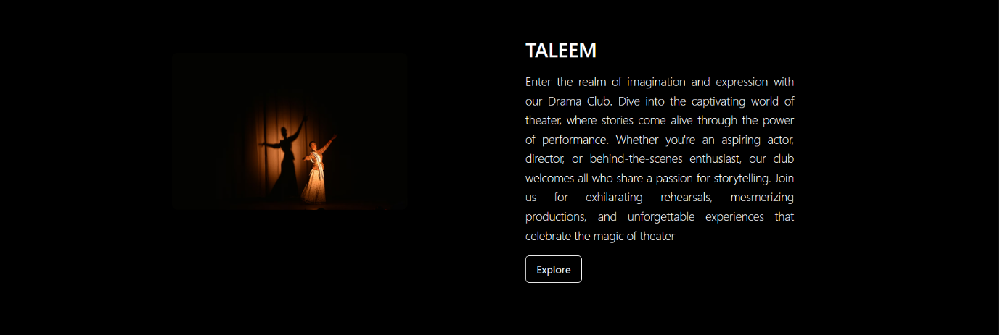 TALEEM
Enter the realm of imagination and expression with
our Drama Club. Dive into the captivating world of
theater, where stories come alive through the power
of performance. Whether you're an aspiring actor,
director, or behind-the-scenes enthusiast, our club
welcomes all who share a passion for storytelling. Join
us for exhilarating rehearsals, mesmerizing
productions, and unforgettable experiences that
celebrate the magic of theater
Explore